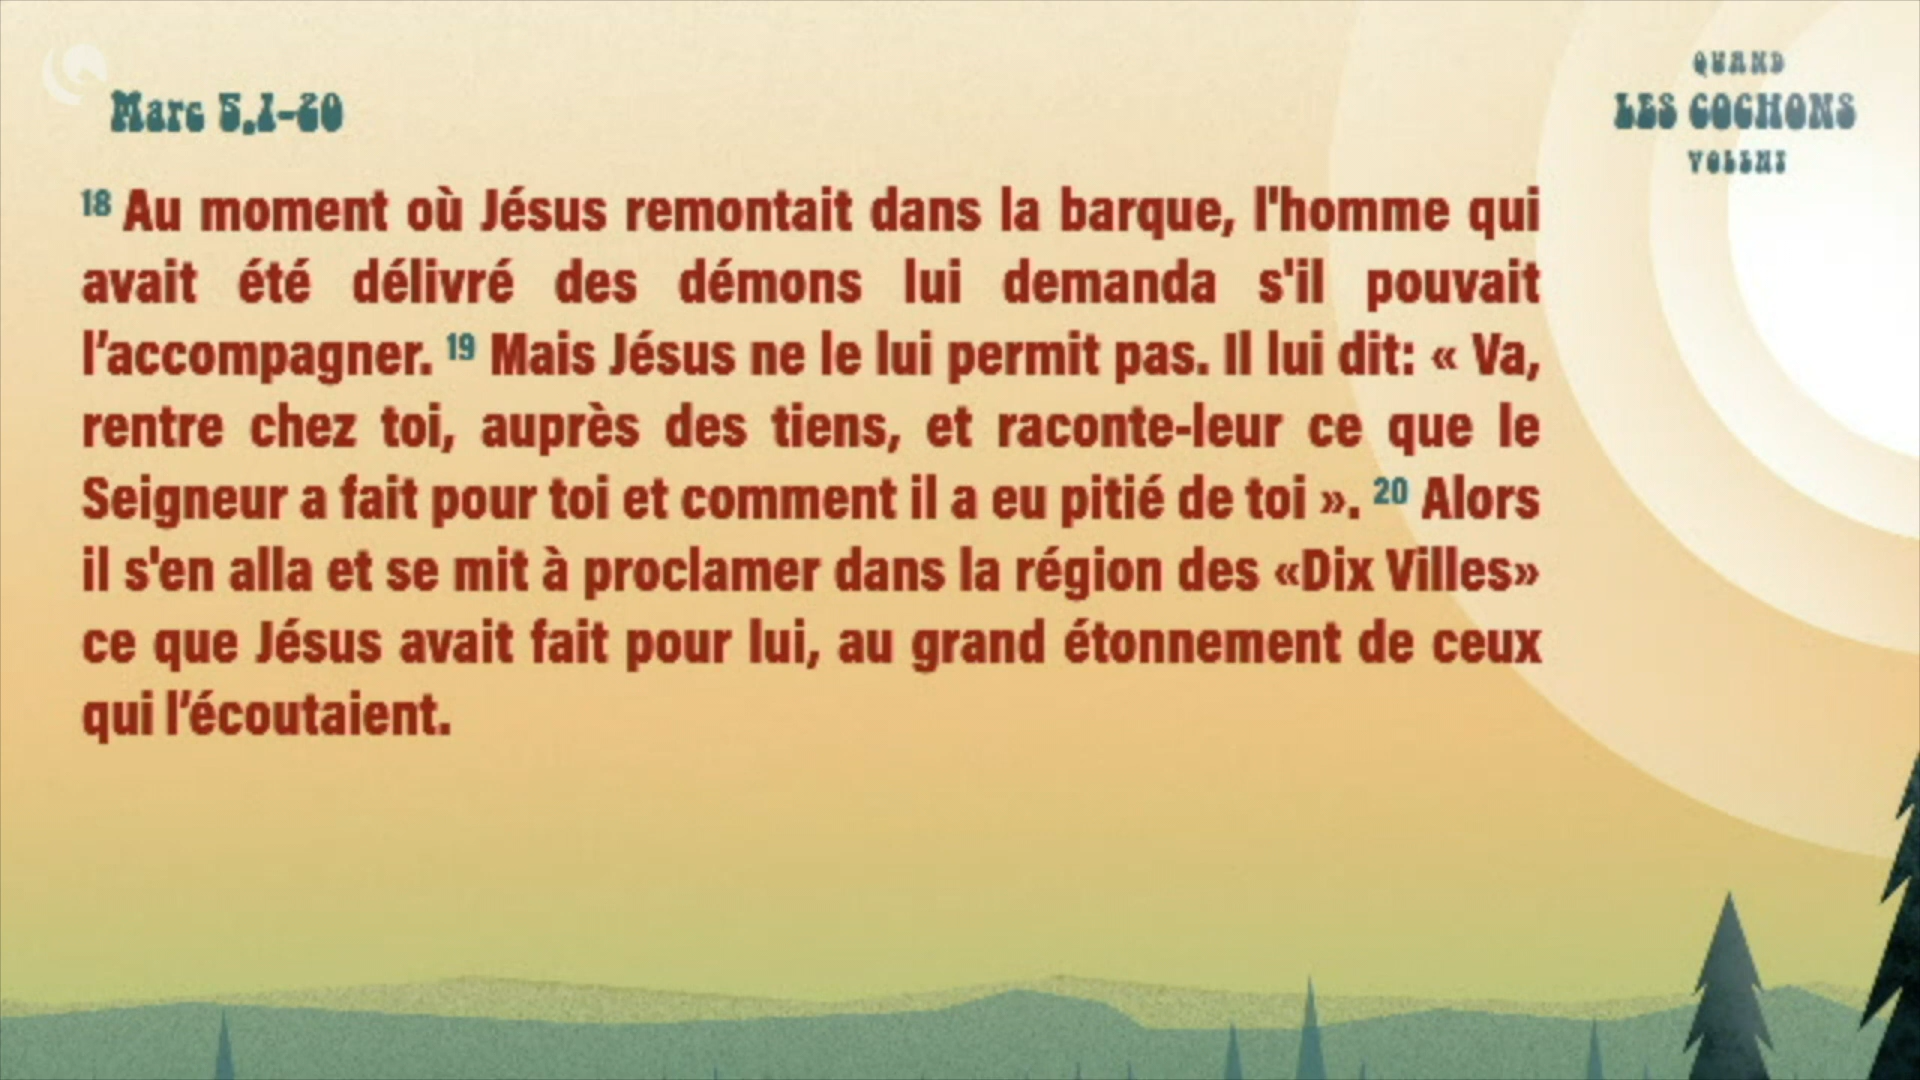 Marc 5.1-20
QUAND
LES COCHONS
VOLENT
18 Au moment où Jésus remontait dans la barque, l'homme qui
avait été délivré des démons lui demanda s'il pouvait
l’accompagner. 19 Mais Jésus ne le lui permit pas. Il lui dit: « Va,
rentre chez toi, auprès des tiens, et raconte-leur ce que le
Seigneur a fait pour toi et comment il a eu pitié de toi ». 20 Alors
il s'en alla et se mit à proclamer dans la région des «Dix Villes»
ce que Jésus avait fait pour lui, au grand étonnement de ceux
qui l’écoutaient.